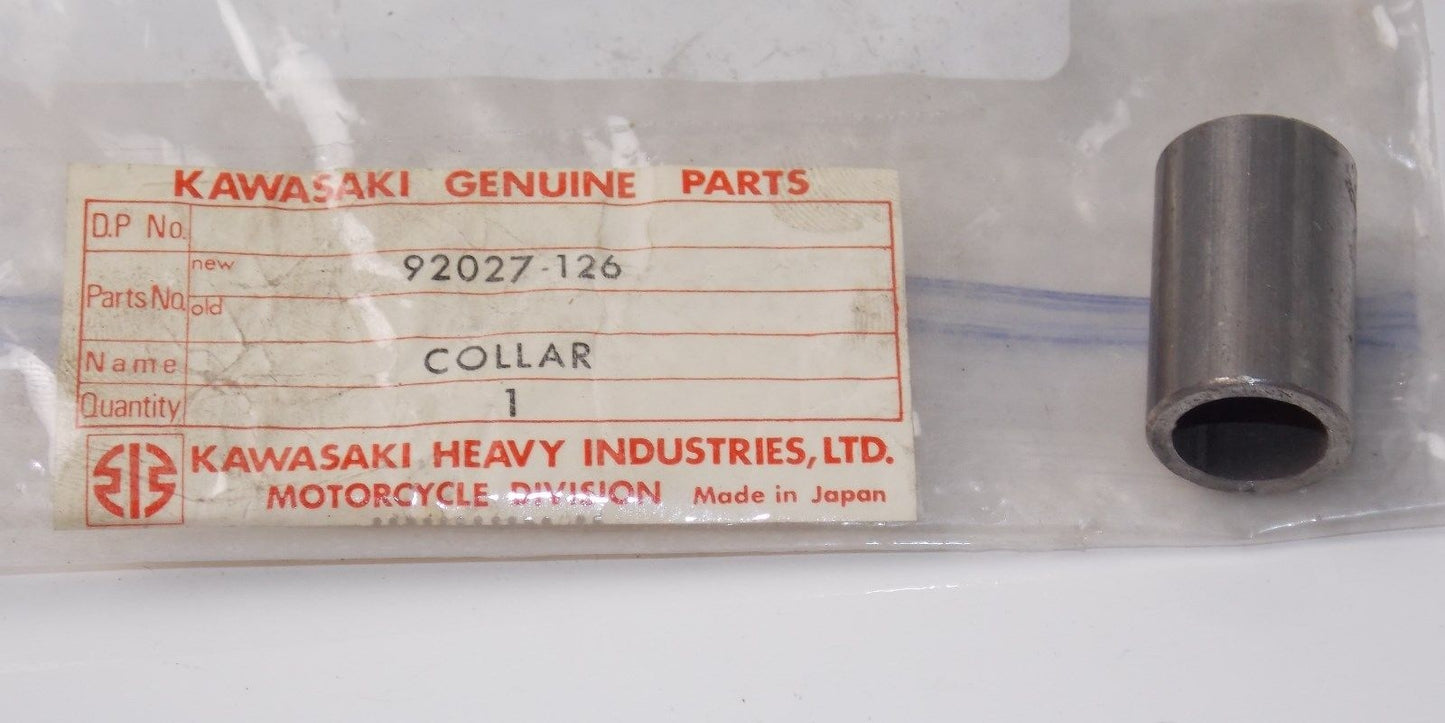 KAWASAKI GENUINE PARTS
D.P No.
Parts No. new 92027-126
old
Name COLLAR
Quantity 1
KAWASAKI HEAVY INDUSTRIES, LTD.
MOTORCYCLE DIVISION Made in Japan